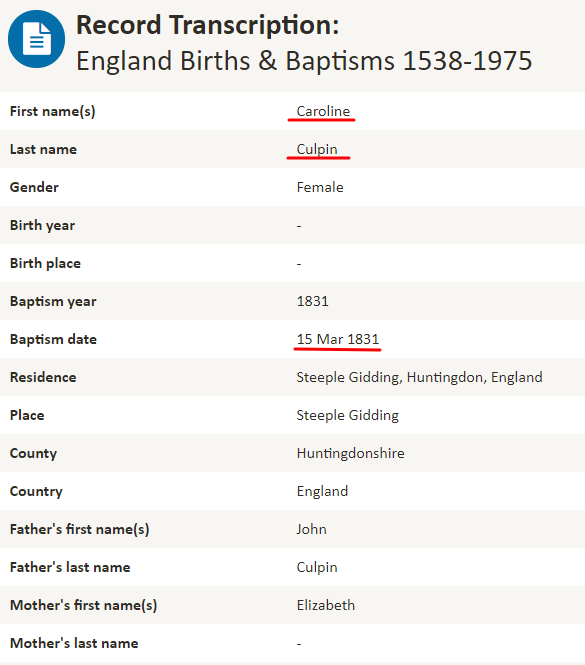 Record Transcription:
England Births & Baptisms 1538-1975
First name(s) Caroline
Last name Culpin
Gender Female
Birth year -
Birth place -
Baptism year 1831
Baptism date 15 Mar 1831
Residence Steeple Gidding, Huntingdon, England
Place Steeple Gidding
County Huntingdonshire
Country England
Father's first name(s) John
Father's last name Culpin
Mother's first name(s) Elizabeth
Mother's last name -